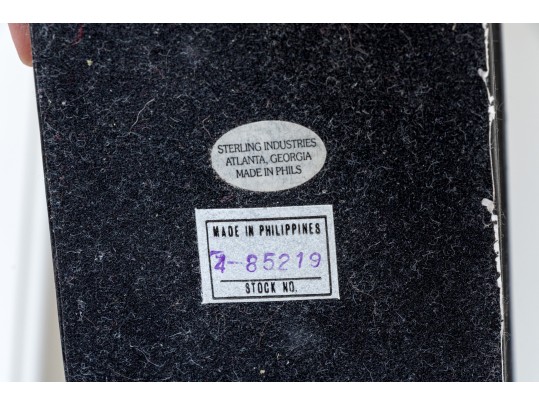 STERLING INDUSTRIES
ATLANTA, GEORGIA
MADE IN PHILS
MADE IN PHILIPPINES
4-85219
STOCK NO.